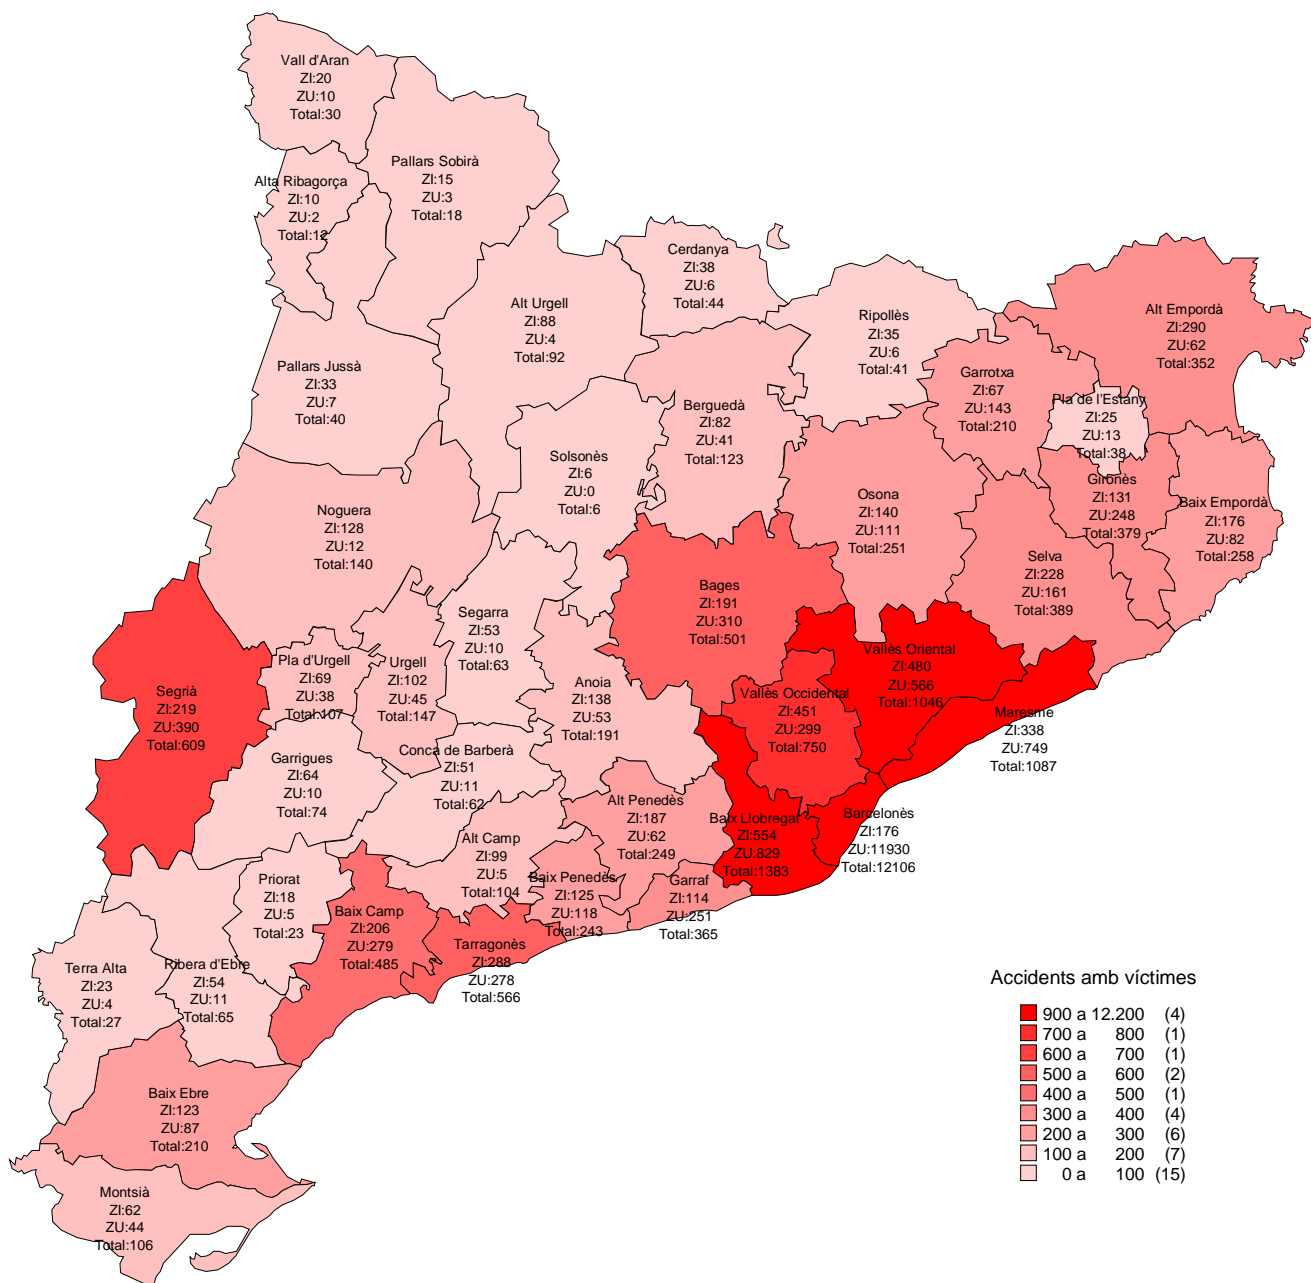 Vall d'Aran
ZI:20
ZU:10
Total:30
Pallars Sobirà
ZI:15
ZU:3
Total:18
Alta Ribagorça
ZI:10
ZU:2
Total:12
Cerdanya
ZI:38
ZU:6
Total:44
Alt Urgell
ZI:88
ZU:4
Total:92
Ripollès
ZI:35
ZU:6
Total:41
Alt Empordà
ZI:290
ZU:62
Total:352
Pallars Jussà
ZI:33
ZU:7
Total:40
Garrotxa
ZI:67
ZU:143
Total:210
Pla de l'Estany
ZI:25
ZU:13
Total:38
Berguedà
ZI:82
ZU:41
Total:123
Solsonès
ZI:6
ZU:0
Total:6
Osona
ZI:140
ZU:111
Total:251
Gironès
ZI:131
ZU:248
Total:379
Baix Empordà
ZI:176
ZU:82
Total:258
Noguera
ZI:128
ZU:12
Total:140
Selva
ZI:228
ZU:161
Total:389
Bages
ZI:191
ZU:310
Total:501
Segarra
ZI:53
ZU:10
Total:63
Vallès Oriental
ZI:480
ZU:566
Total:1046
Pla d'Urgell
ZI:69
ZU:38
Total:107
Urgell
ZI:102
ZU:45
Total:147
Anoia
ZI:138
ZU:53
Total:191
Segrià
ZI:219
ZU:390
Total:609
Vallès Occidental
ZI:451
ZU:299
Total:750
Maresme
ZI:338
ZU:749
Total:1087
Garrigues
ZI:64
ZU:10
Total:74
Conca de Barberà
ZI:51
ZU:11
Total:62
Alt Penedès
ZI:187
ZU:62
Total:249
Baix Llobregat
ZI:554
ZU:829
Total:1383
Barcelonès
ZI:176
ZU:11930
Total:12106
Alt Camp
ZI:99
ZU:5
Total:104
Priorat
ZI:18
ZU:5
Total:23
Baix Penedès
ZI:125
ZU:118
Total:243
Garraf
ZI:114
ZU:251
Total:365
Baix Camp
ZI:206
ZU:279
Total:485
Tarragonès
ZI:288
ZU:278
Total:566
Terra Alta
ZI:23
ZU:4
Total:27
Ribera d'Ebre
ZI:54
ZU:11
Total:65
Baix Ebre
ZI:123
ZU:87
Total:210
Montsià
ZI:62
ZU:44
Total:106
Accidents amb víctimes
900 a 12.200 (4)
700 a 800 (1)
600 a 700 (1)
500 a 600 (2)
400 a 500 (1)
300 a 400 (4)
200 a 300 (6)
100 a 200 (7)
0 a 100 (15)